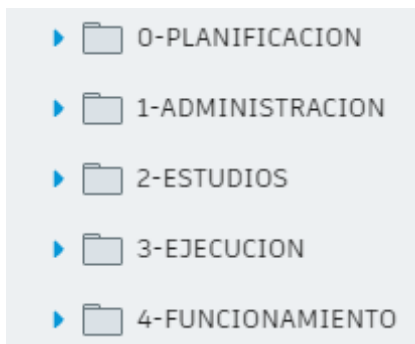 0-PLANIFICACION
1-ADMINISTRACION
2-ESTUDIOS
3-EJECUCION
4-FUNCIONAMIENTO